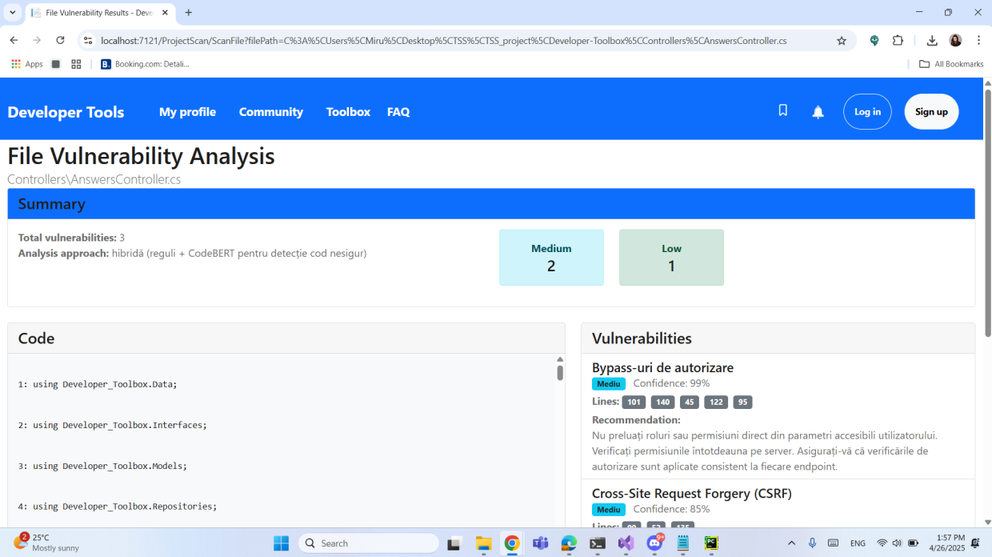 File Vulnerability Results - Deve
localhost:7121/ProjectScan/ScanFile?filePath=C%3A%5CUsers%5CMiru%5CDesktop%5CTSS%5CTSS_project%5CDeveloper-Toolbox%5CControllers%5CAnswersController.cs
Apps
B. Booking.com: Detali...
All Bookmarks
Developer Tools
My profile
Community
Toolbox
FAQ
Log in
Sign up
File Vulnerability Analysis
Controllers\AnswersController.cs
Summary
Total vulnerabilities: 3
Analysis approach: hibridă (reguli + CodeBERT pentru detecție cod nesigur)
Medium
2
Low
1
Code
1: using Developer_Toolbox.Data;
2: using Developer_Toolbox.Interfaces;
3: using Developer_Toolbox.Models;
4: using Developer_Toolbox.Repositories;
Vulnerabilities
Bypass-uri de autorizare
Mediu Confidence: 99%
Lines: 101 140 45 122 95
Recommendation:
Nu preluați roluri sau permisiuni direct din parametri accesibili utilizatorului.
Verificați permisiunile întotdeauna pe server. Asigurați-vă că verificările de
autorizare sunt aplicate consistent la fiecare endpoint.
Cross-Site Request Forgery (CSRF)
Mediu Confidence: 85%
Lines:
2
25°C
Mostly sunny
Search
9+
ENG
1:57 PM
4/26/2025